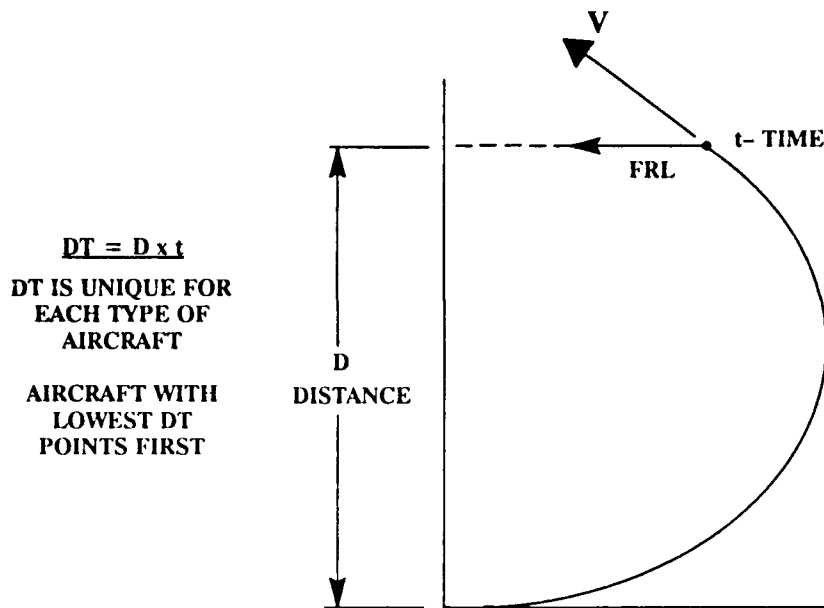 V
t– TIME
FRL
DT = D x t
DT IS UNIQUE FOR
EACH TYPE OF
AIRCRAFT
AIRCRAFT WITH
LOWEST DT
POINTS FIRST
D
DISTANCE